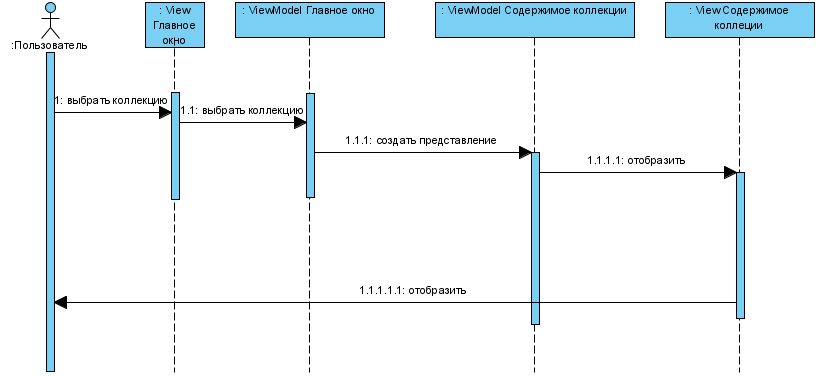 :Пользователь
: View
Главное
окно
: ViewModel Главное окно
: ViewModel Содержимое коллекции
: View Содержимое
коллеции
1: выбрать коллекцию
1.1: выбрать коллекцию
1.1.1: создать представление
1.1.1.1: отобразить
1.1.1.1.1: отобразить